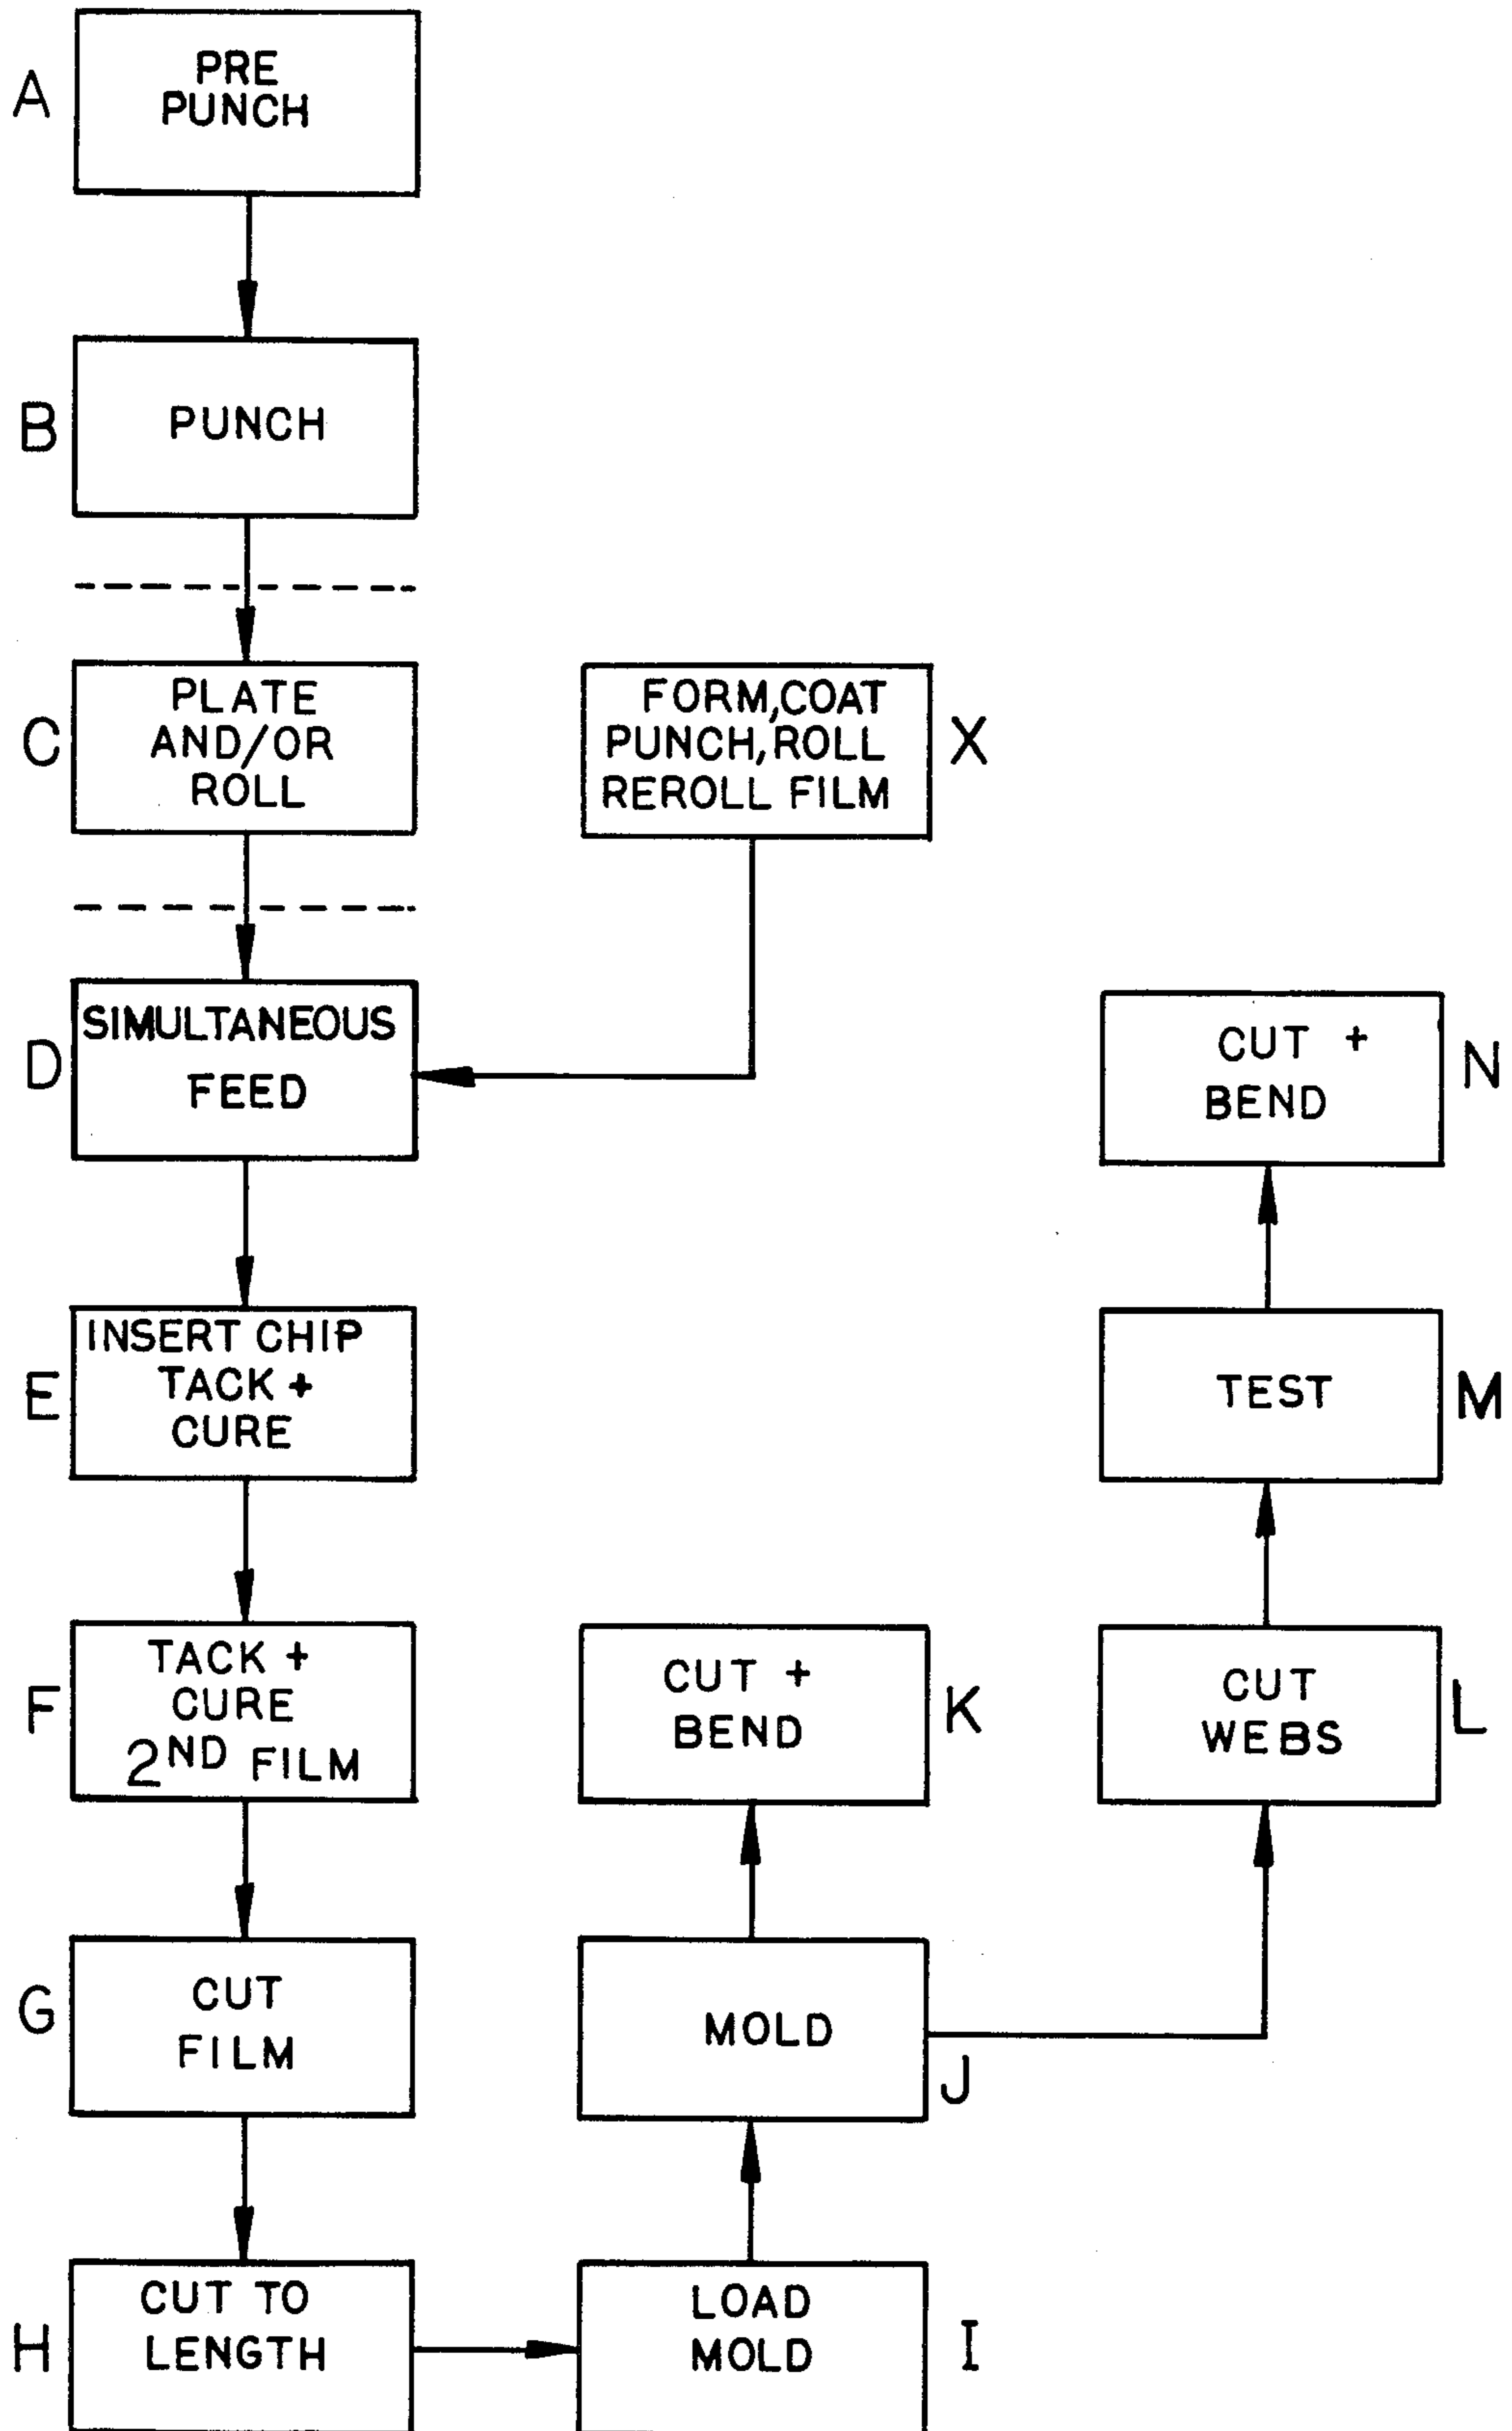 A
PRE
PUNCH
B
PUNCH
C
PLATE
AND/OR
ROLL
FORM,COAT
PUNCH,ROLL
REROLL FILM
X
D
SIMULTANEOUS
FEED
CUT +
BEND
N
E
INSERT CHIP
TACK +
CURE
TEST
M
F
TACK +
CURE
2ND FILM
CUT +
BEND
K
CUT
WEBS
L
G
CUT
FILM
MOLD
J
H
CUT TO
LENGTH
LOAD
MOLD
I